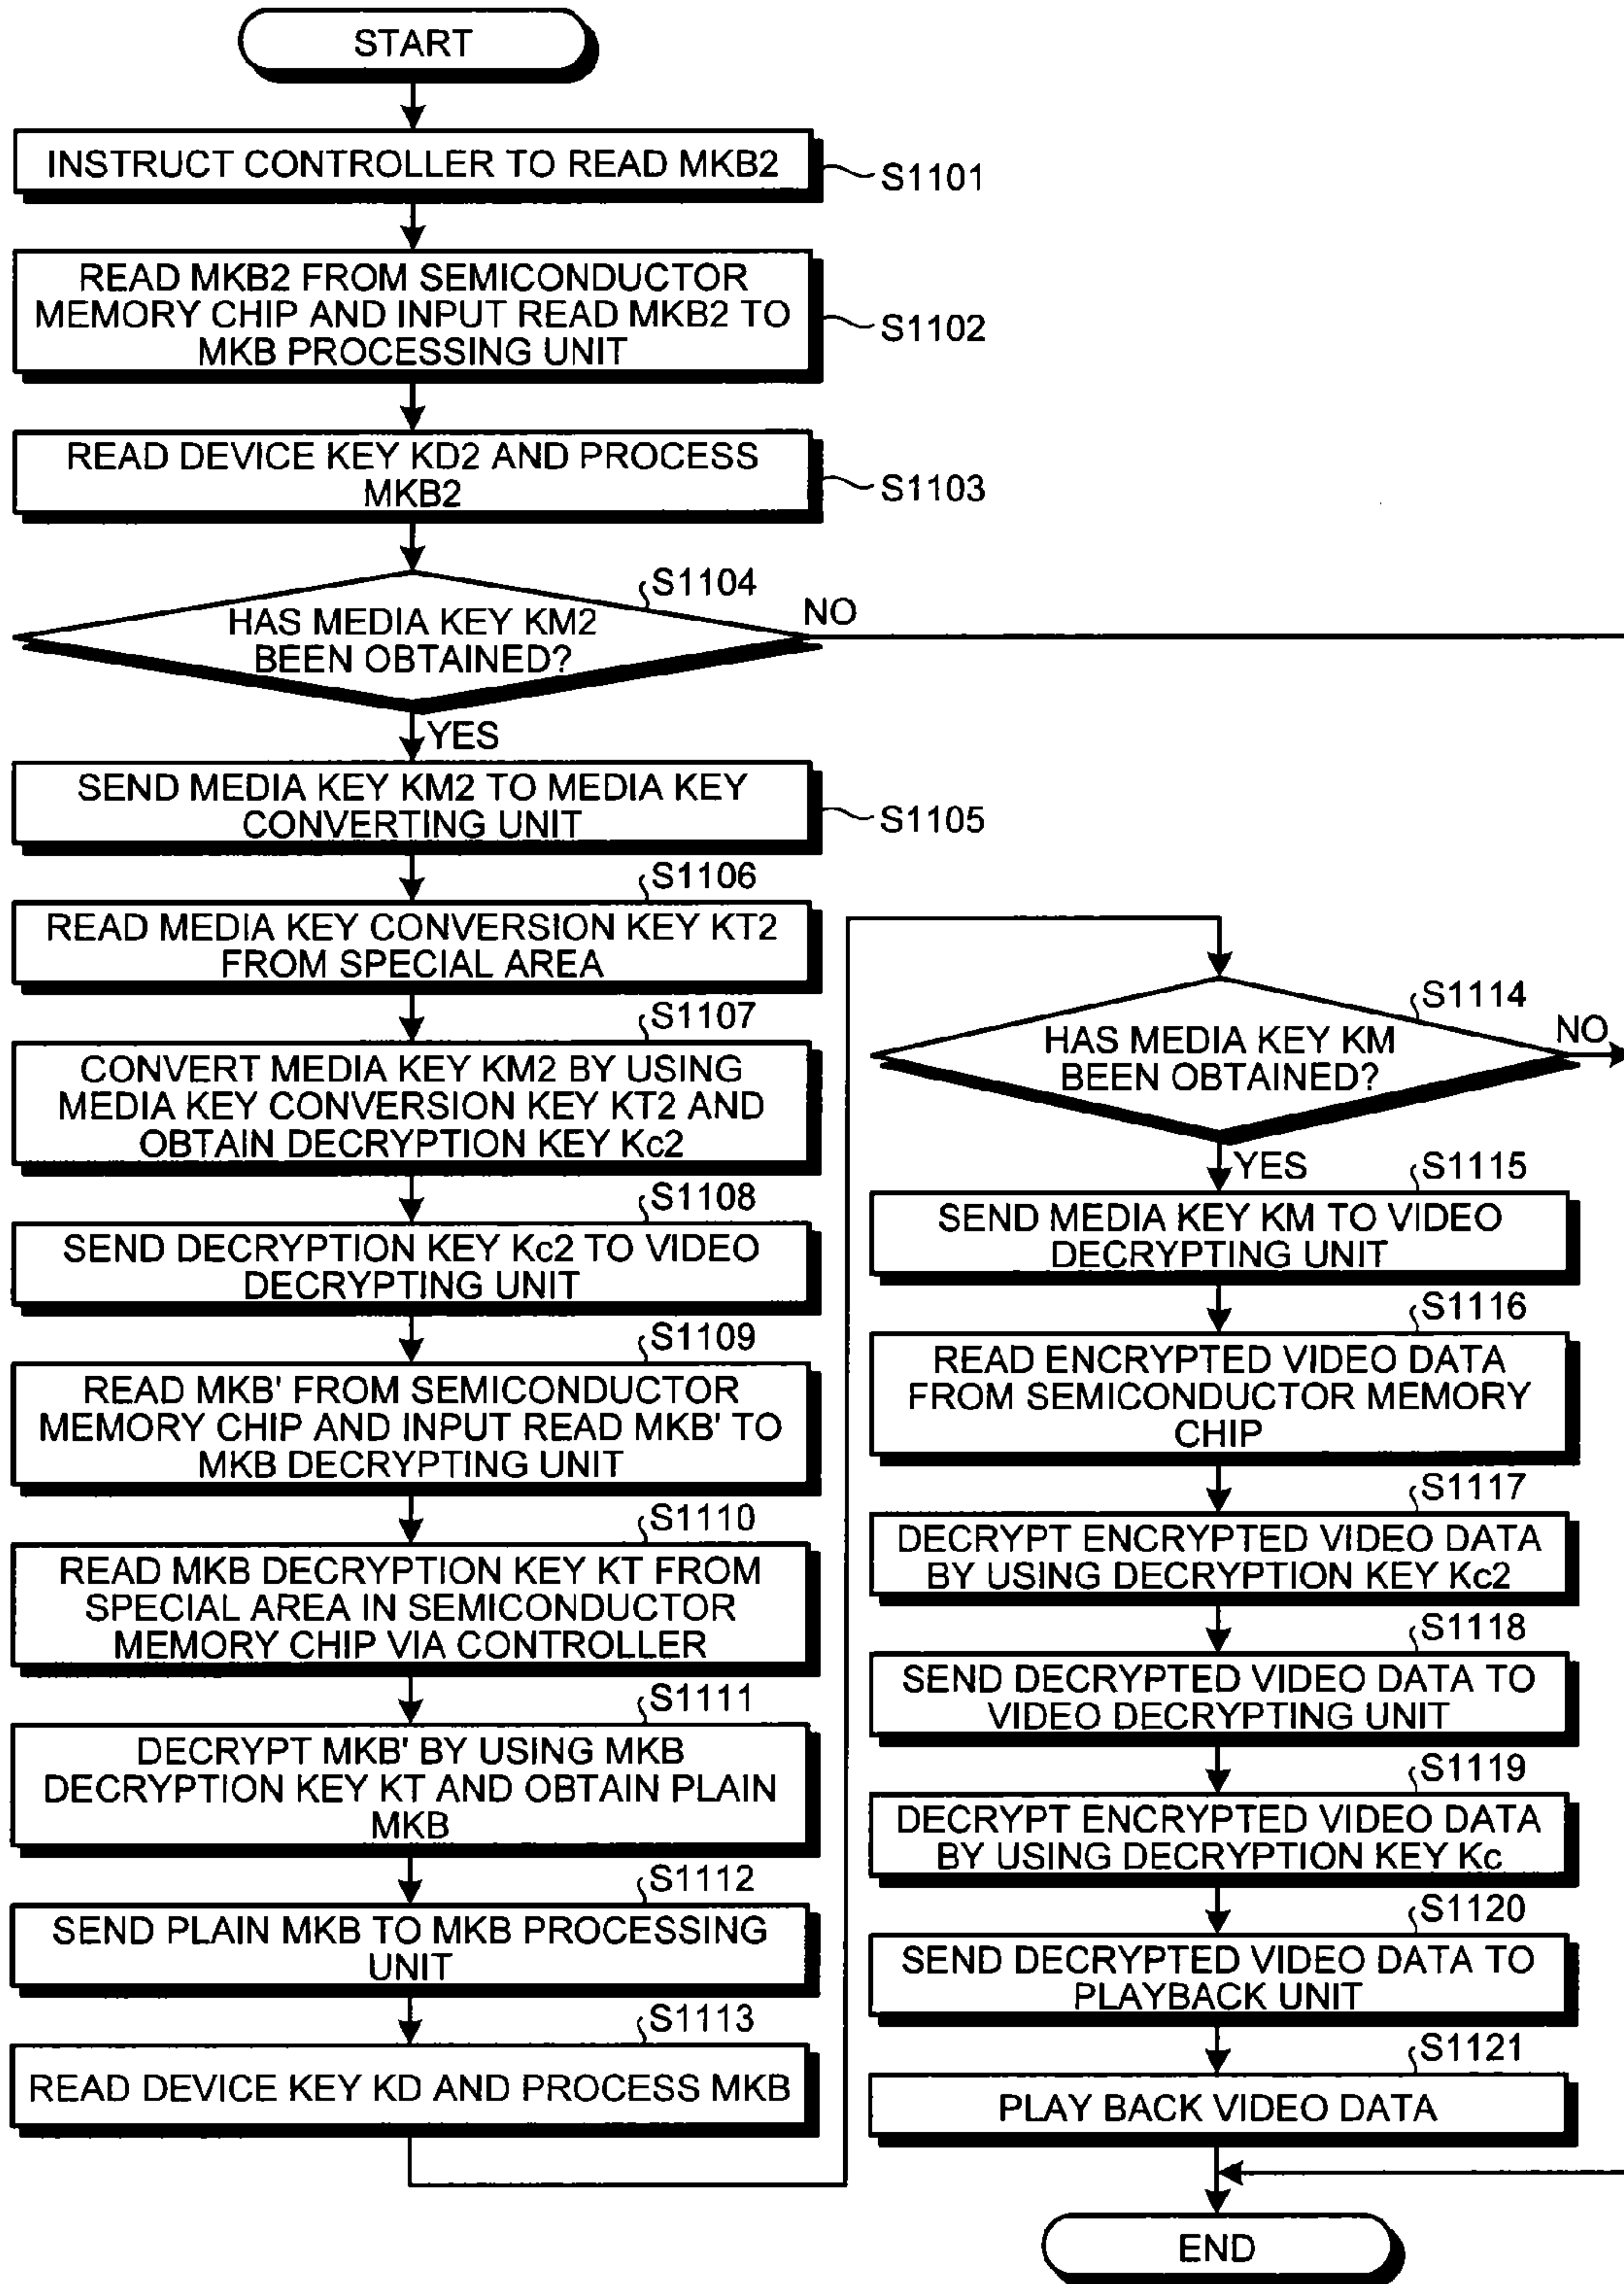 START
INSTRUCT CONTROLLER TO READ MKB2
S1101
READ MKB2 FROM SEMICONDUCTOR
MEMORY CHIP AND INPUT READ MKB2 TO
MKB PROCESSING UNIT
S1102
READ DEVICE KEY KD2 AND PROCESS
MKB2
S1103
S1104
HAS MEDIA KEY KM2
BEEN OBTAINED?
NO
YES
SEND MEDIA KEY KM2 TO MEDIA KEY
CONVERTING UNIT
S1105
S1106
READ MEDIA KEY CONVERSION KEY KT2
FROM SPECIAL AREA
S1107
CONVERT MEDIA KEY KM2 BY USING
MEDIA KEY CONVERSION KEY KT2 AND
OBTAIN DECRYPTION KEY Kc2
S1108
SEND DECRYPTION KEY Kc2 TO VIDEO
DECRYPTING UNIT
S1109
READ MKB' FROM SEMICONDUCTOR
MEMORY CHIP AND INPUT READ MKB' TO
MKB DECRYPTING UNIT
S1110
READ MKB DECRYPTION KEY KT FROM
SPECIAL AREA IN SEMICONDUCTOR
MEMORY CHIP VIA CONTROLLER
S1111
DECRYPT MKB' BY USING MKB
DECRYPTION KEY KT AND OBTAIN PLAIN
MKB
S1112
SEND PLAIN MKB TO MKB PROCESSING
UNIT
S1113
READ DEVICE KEY KD AND PROCESS MKB
S1114
HAS MEDIA KEY KM
BEEN OBTAINED?
NO
YES
S1115
SEND MEDIA KEY KM TO VIDEO
DECRYPTING UNIT
S1116
READ ENCRYPTED VIDEO DATA
FROM SEMICONDUCTOR MEMORY
CHIP
S1117
DECRYPT ENCRYPTED VIDEO DATA
BY USING DECRYPTION KEY Kc2
S1118
SEND DECRYPTED VIDEO DATA TO
VIDEO DECRYPTING UNIT
S1119
DECRYPT ENCRYPTED VIDEO DATA
BY USING DECRYPTION KEY Kc
S1120
SEND DECRYPTED VIDEO DATA TO
PLAYBACK UNIT
S1121
PLAY BACK VIDEO DATA
END